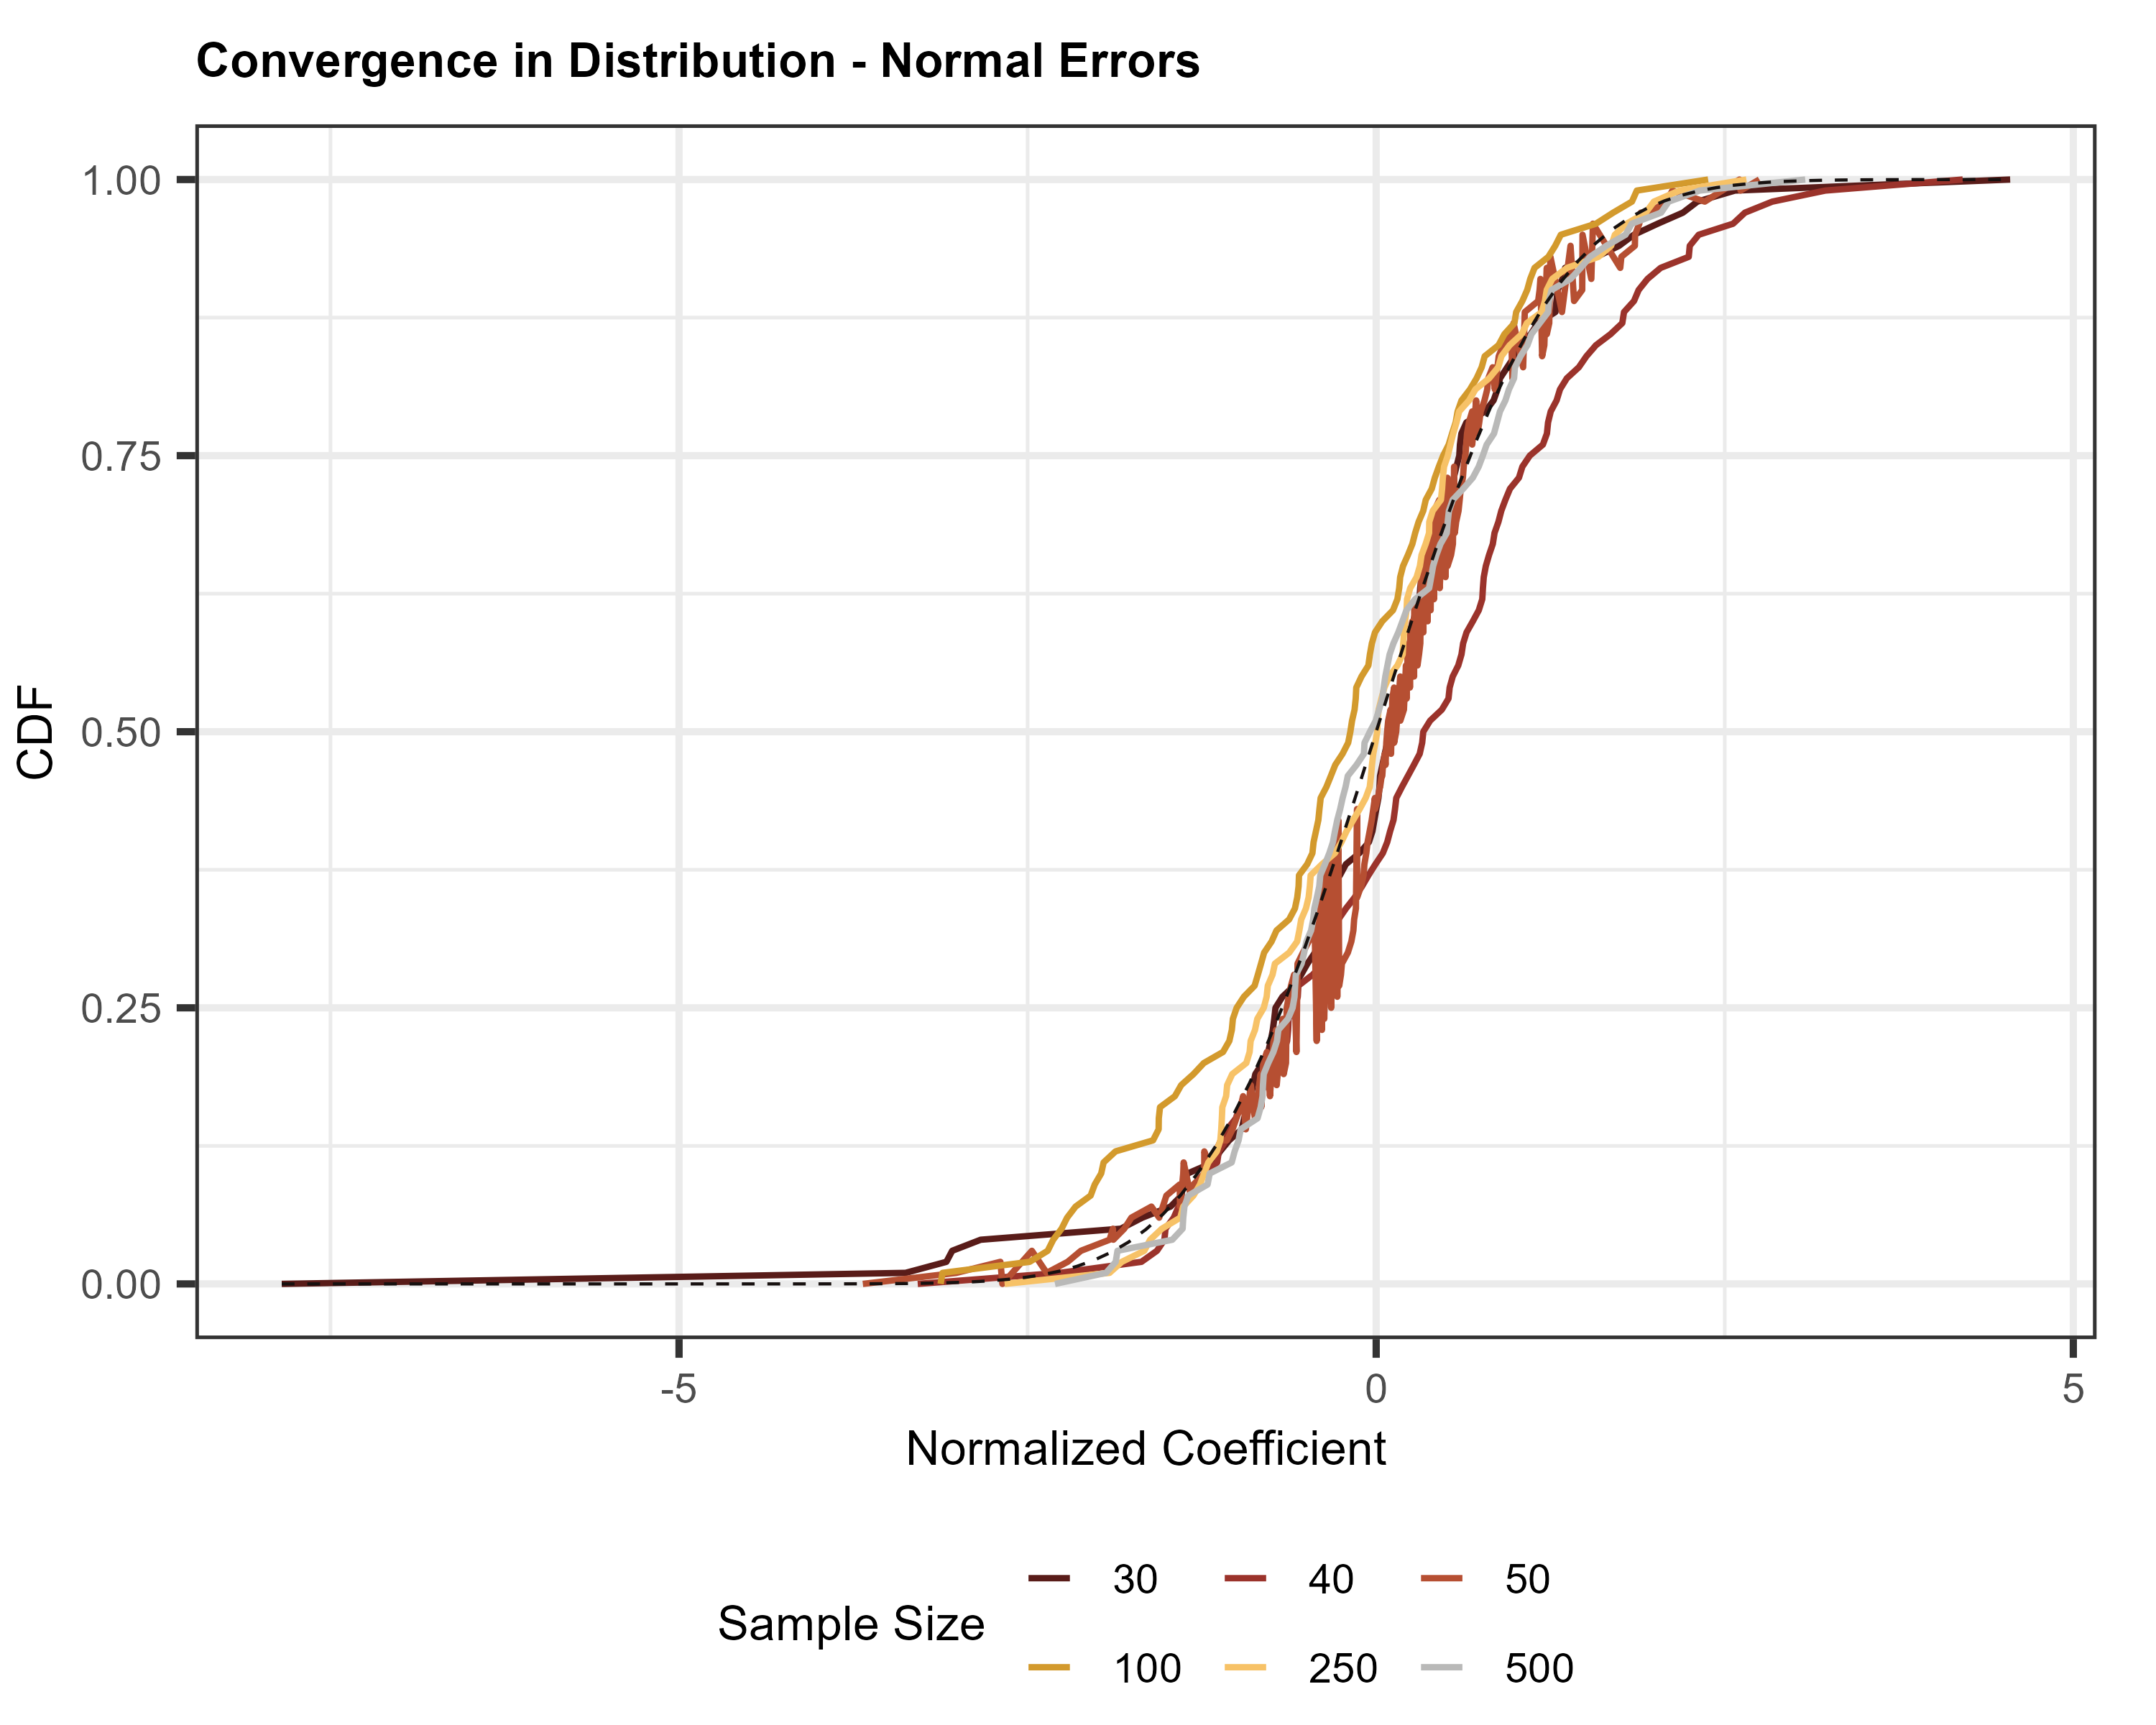 Convergence in Distribution - Normal Errors
1.00
0.75
0.50
0.25
0.00
CDF
-5 0 5
Normalized Coefficient
Sample Size
30 40 50
100 250 500